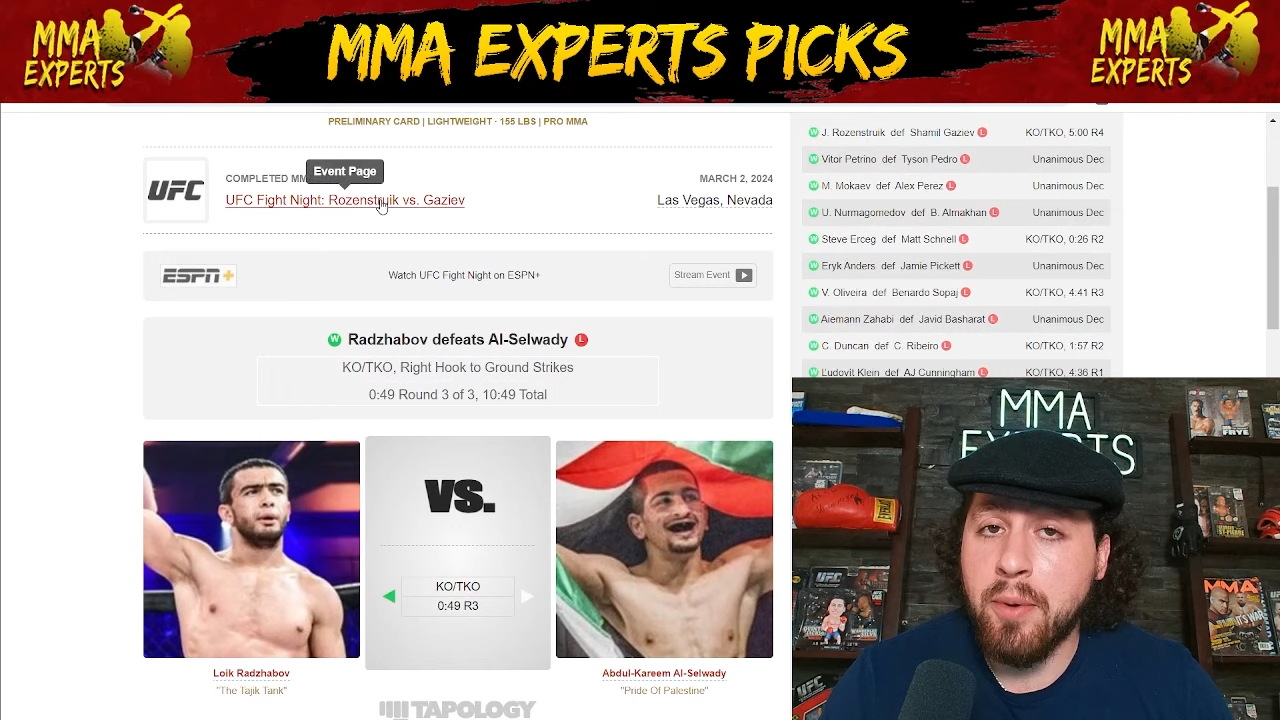 MMA
EXPERTS
MMA EXPERTS PICKS
MMA
EXPERTS
PRELIMINARY CARD | LIGHTWEIGHT · 155 LBS | PRO MMA
UFC
COMPLETED MM
Event Page
MARCH 2, 2024
UFC Fight Night: Rozenstruik vs. Gaziev
Las Vegas, Nevada
ESPN+
Watch UFC Fight Night on ESPN+
Stream Event
W Radzhabov defeats Al-Selwady L
KO/TKO, Right Hook to Ground Strikes
0:49 Round 3 of 3, 10:49 Total
VS.
KO/TKO
0:49 R3
Loik Radzhabov
"The Tajik Tank"
Abdul-Kareem Al-Selwady
"Pride Of Palestine"
TAPOLOGY
W J. Rozenstruik def Shamil Gaziev L KO/TKO, 5:00 R4
W Vitor Petrino def Tyson Pedro L Unanimous Dec
W M. Mokaev def Alex Perez L Unanimous Dec
W U. Nurmagomedov def B. Almakhan L Unanimous Dec
W Steve Erceg def Matt Schnell L KO/TKO, 0:26 R2
W Eryk Anders def Jamie Pickett L Unanimous Dec
W V. Oliveira def Benardo Sopaj L KO/TKO, 4:41 R3
W Aiemann Zahabi def Javid Basharat L Unanimous Dec
W C. Duncan def C. Ribeiro L KO/TKO, 1:57 R2
W Ľudovít Klein def AJ Cunningham L KO/TKO, 4:36 R1
MMA
EXPERTS
FRYE
UFC
MMA
IT'S WAR
UFC